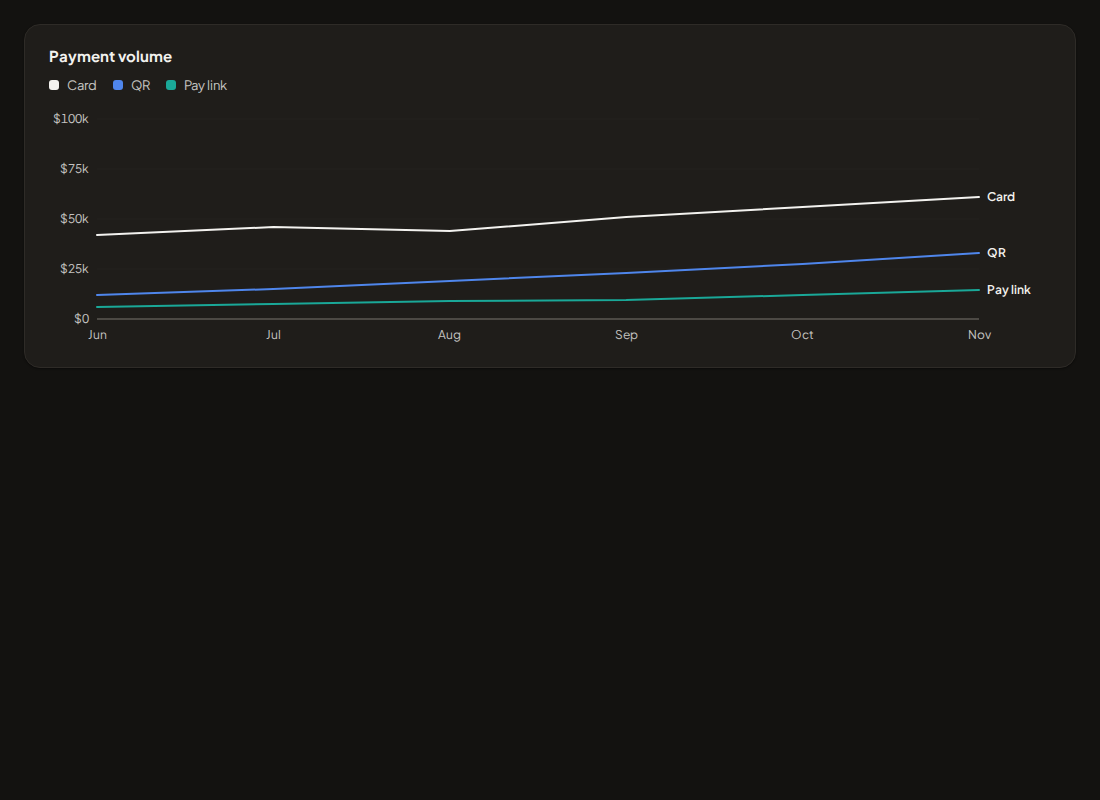 Payment volume
Card QR Pay link
$100k
$75k
$50k
$25k
$0
Card
QR
Pay link
Jun Jul Aug Sep Oct Nov